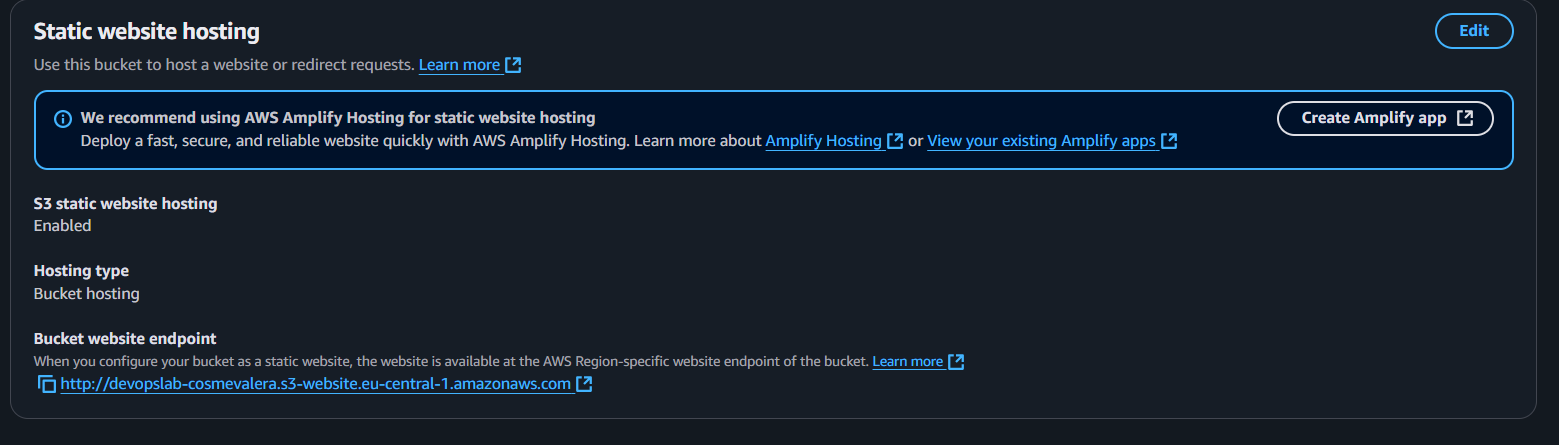 Static website hosting
Edit
Use this bucket to host a website or redirect requests. Learn more
We recommend using AWS Amplify Hosting for static website hosting
Create Amplify app
Deploy a fast, secure, and reliable website quickly with AWS Amplify Hosting. Learn more about Amplify Hosting or View your existing Amplify apps
S3 static website hosting
Enabled
Hosting type
Bucket hosting
Bucket website endpoint
When you configure your bucket as a static website, the website is available at the AWS Region-specific website endpoint of the bucket. Learn more
http://devopslab-cosmevalera.s3-website.eu-central-1.amazonaws.com